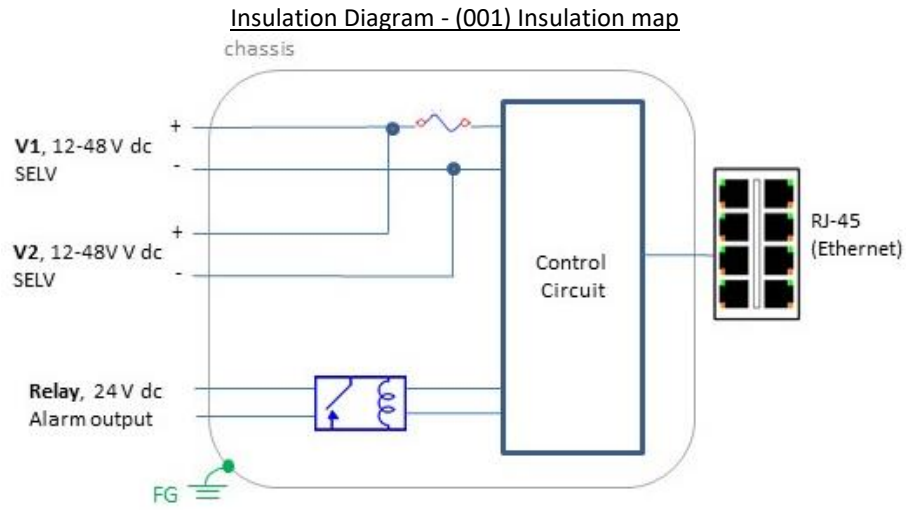 Insulation Diagram - (001) Insulation map
chassis
+
V1, 12-48 V dc
SELV
-
+
V2, 12-48V V dc
SELV
-
Control
Circuit
RJ-45
(Ethernet)
Relay, 24 V dc
Alarm output
FG